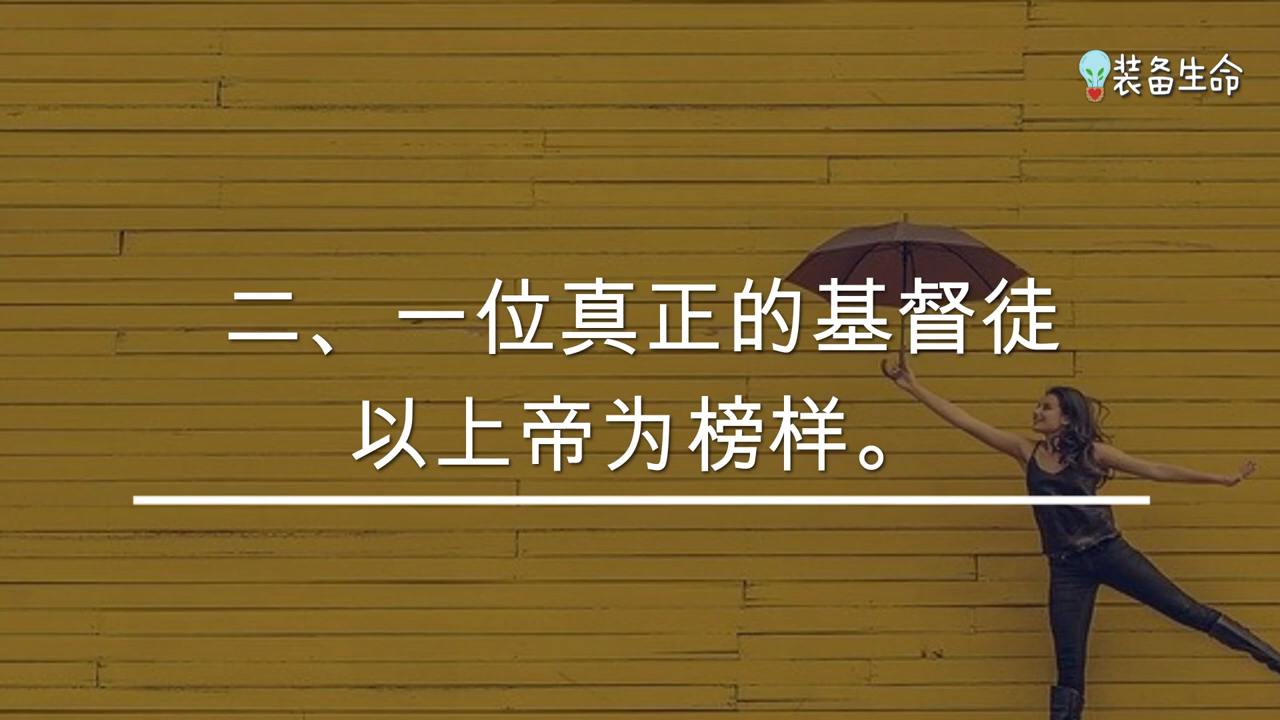 装备生命
二、一位真正的基督徒
以上帝为榜样。